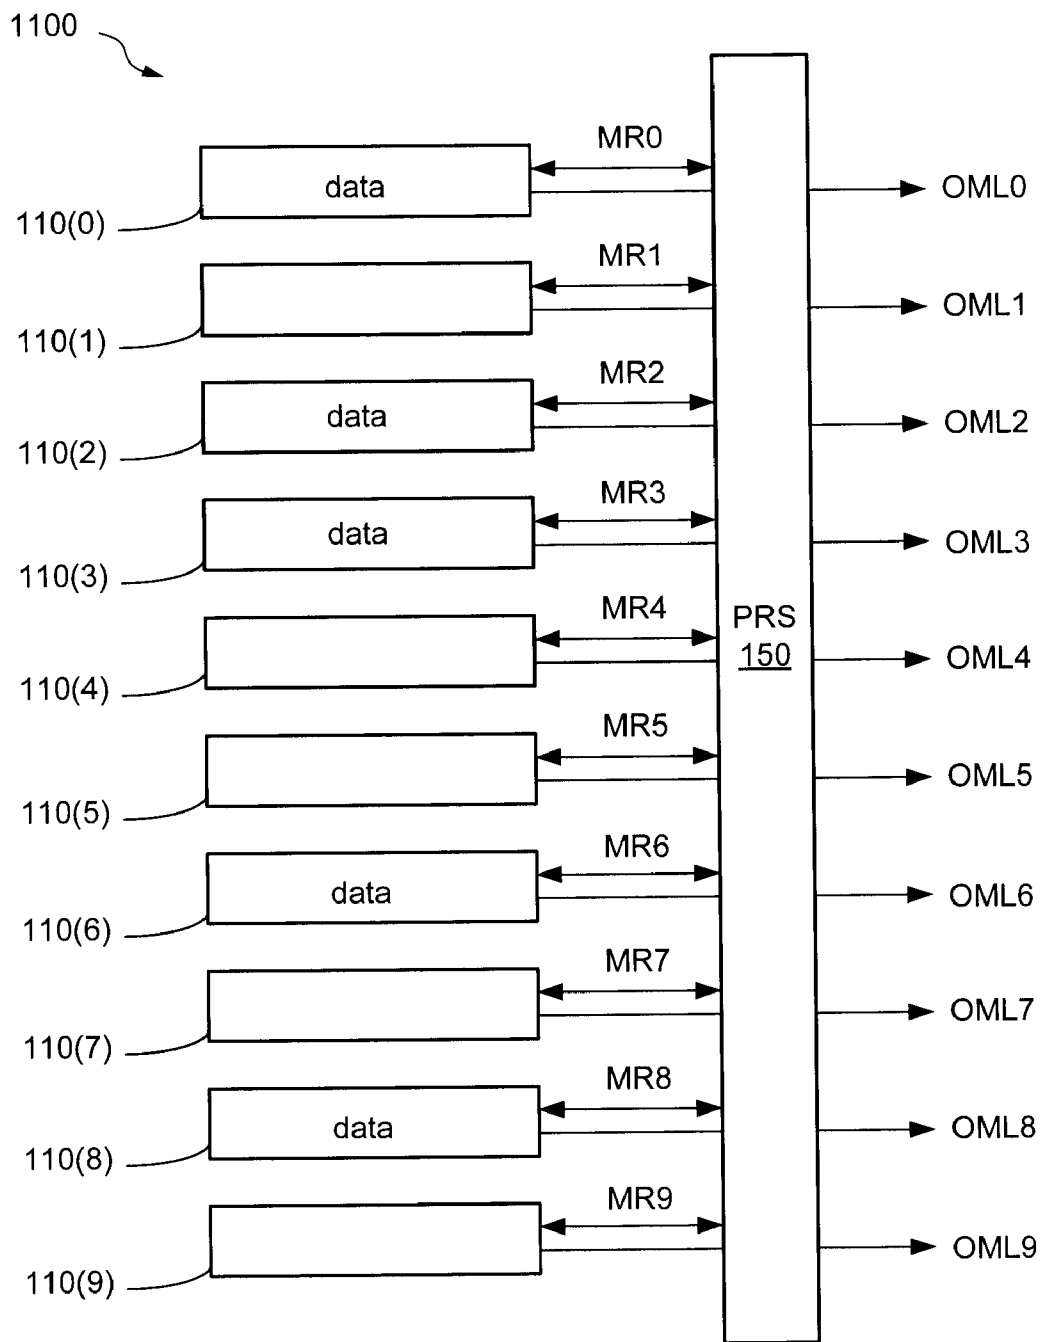 1100
MR0
data
OML0
110(0)
MR1
OML1
110(1)
MR2
data
OML2
110(2)
MR3
data
OML3
110(3)
MR4
PRS
150
OML4
110(4)
MR5
OML5
110(5)
MR6
data
OML6
110(6)
MR7
OML7
110(7)
MR8
data
OML8
110(8)
MR9
OML9
110(9)